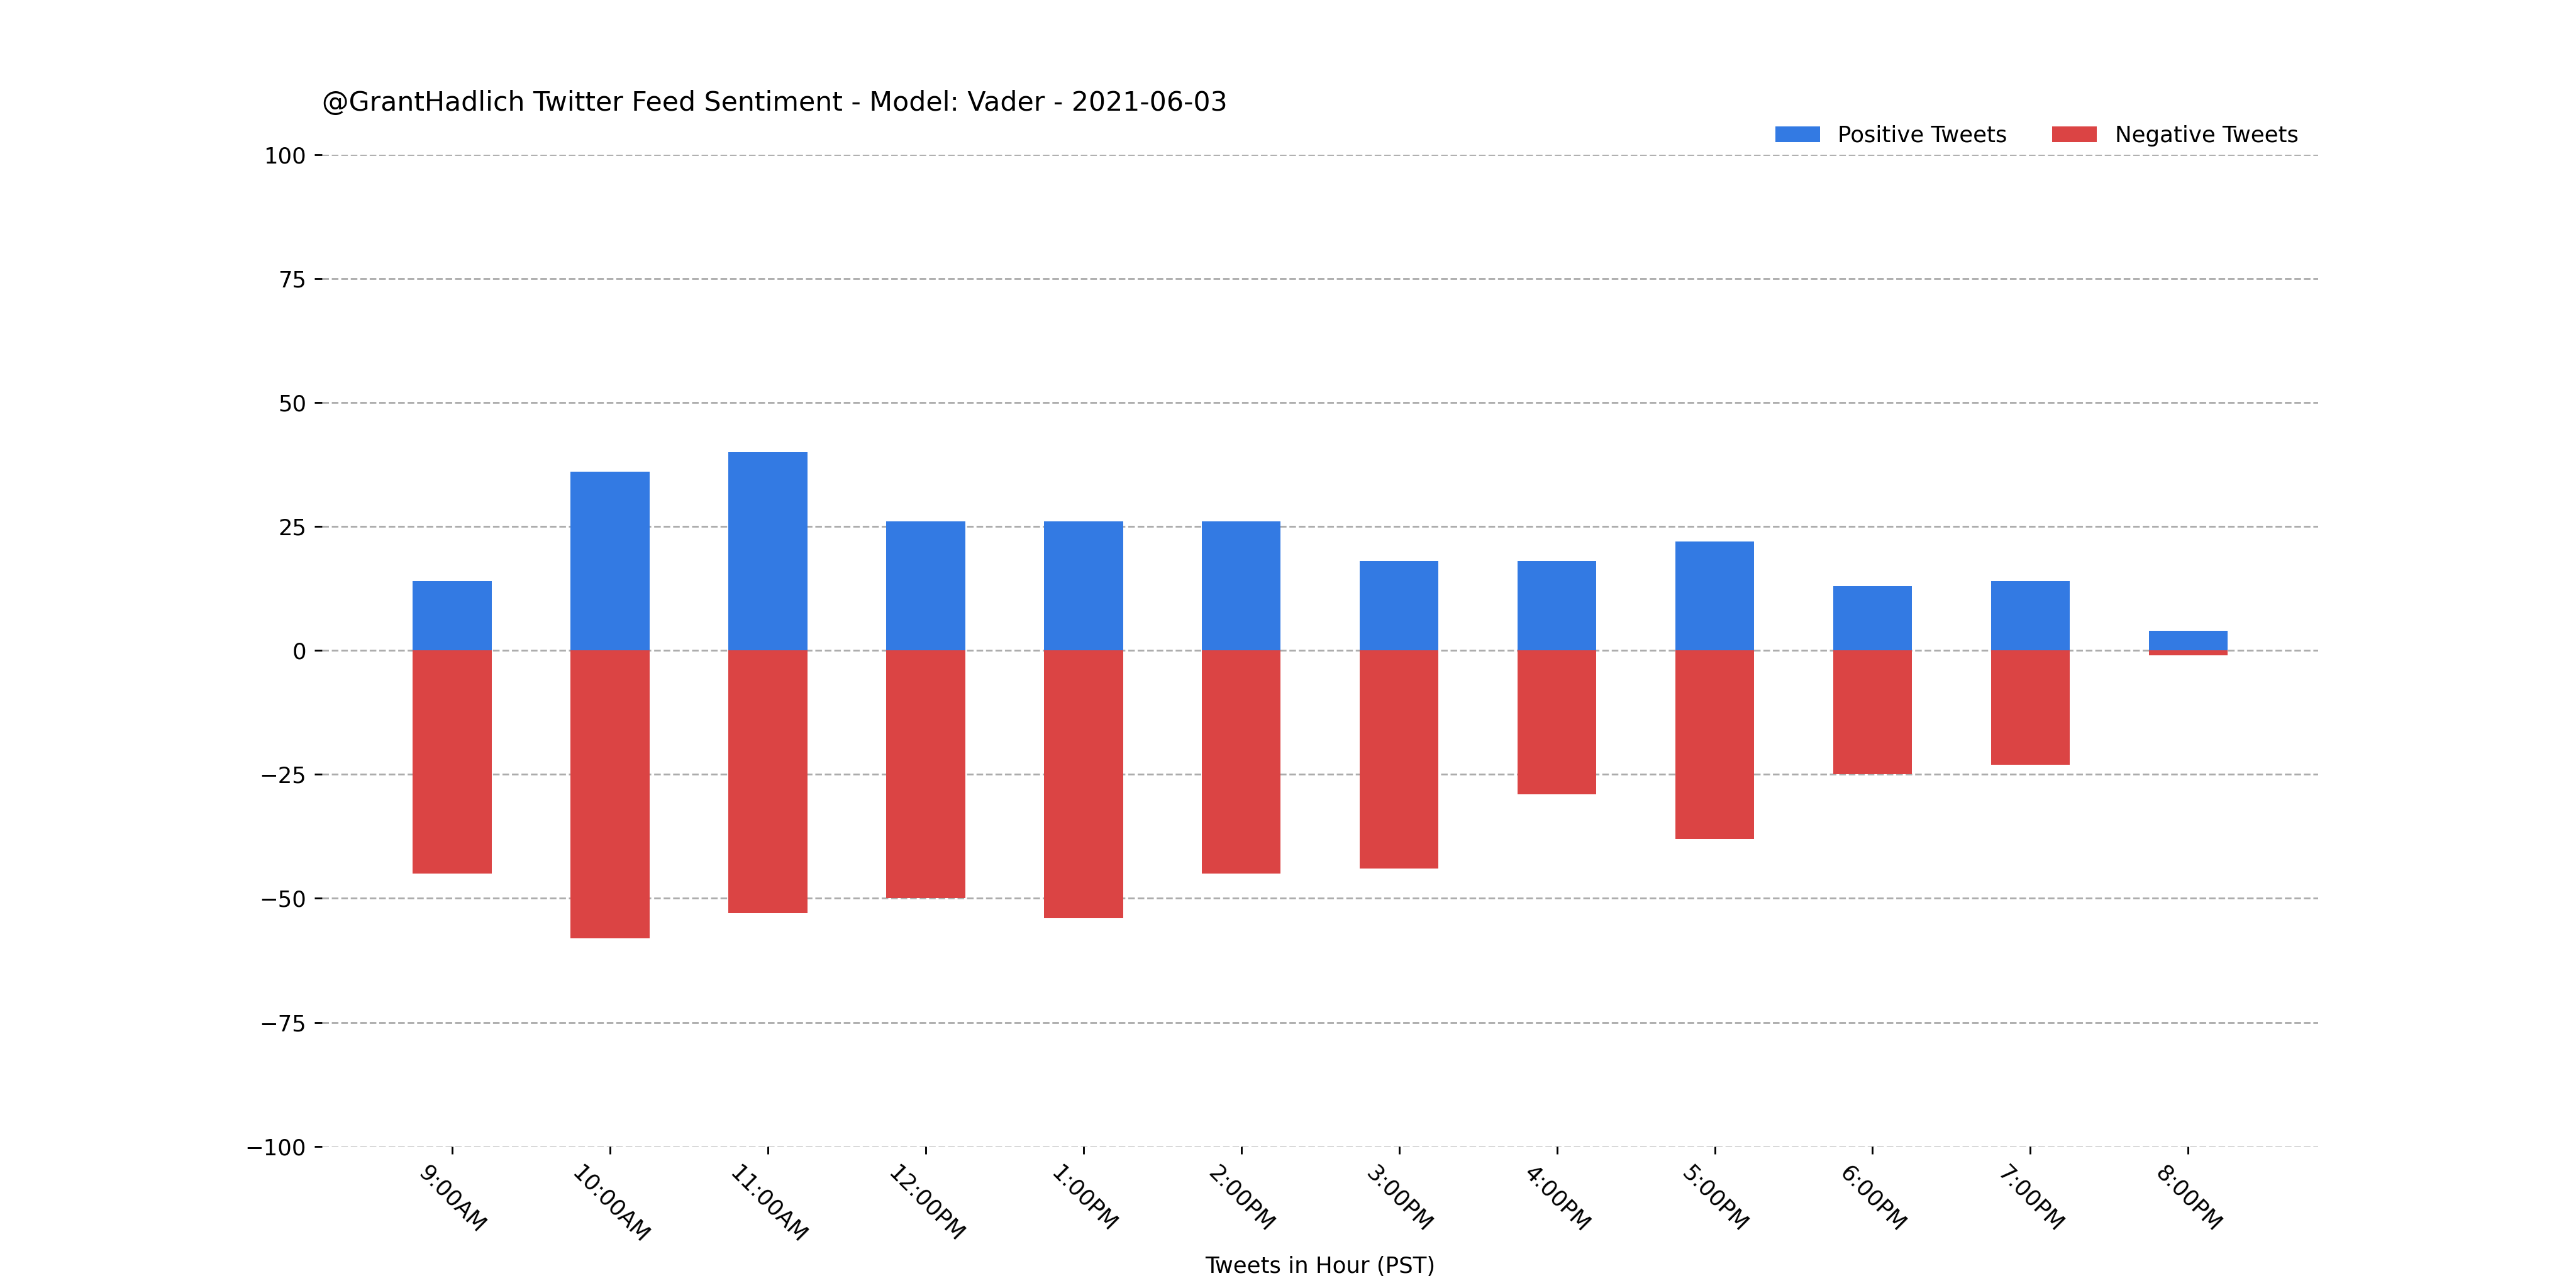 @GrantHadlich Twitter Feed Sentiment - Model: Vader - 2021-06-03
Positive Tweets
Negative Tweets
100
75
50
25
0
−25
−50
−75
−100
9:00AM
10:00AM
11:00AM
12:00PM
1:00PM
2:00PM
3:00PM
4:00PM
5:00PM
6:00PM
7:00PM
8:00PM
Tweets in Hour (PST)